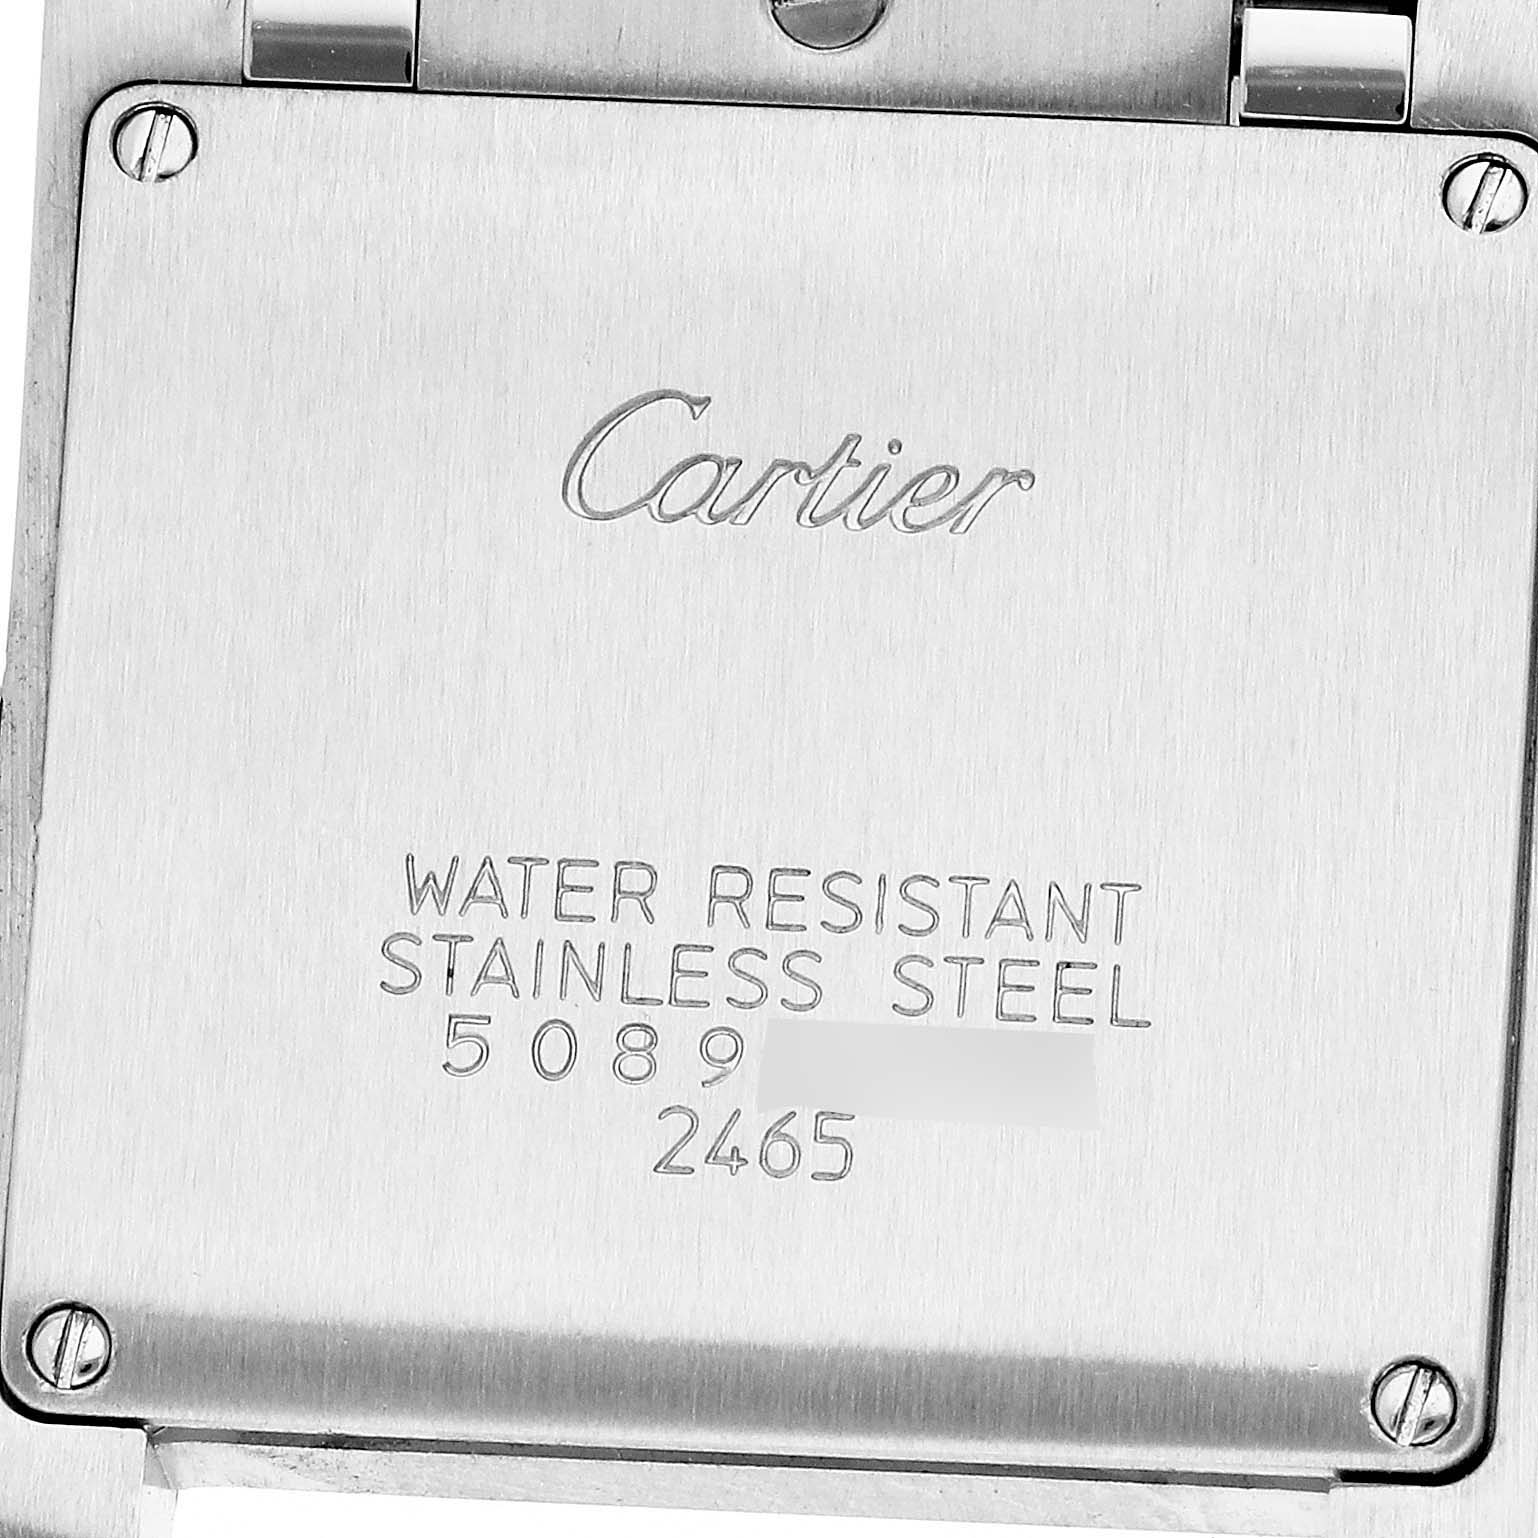 Cartier
WATER RESISTANT
STAINLESS STEEL
5089
2465